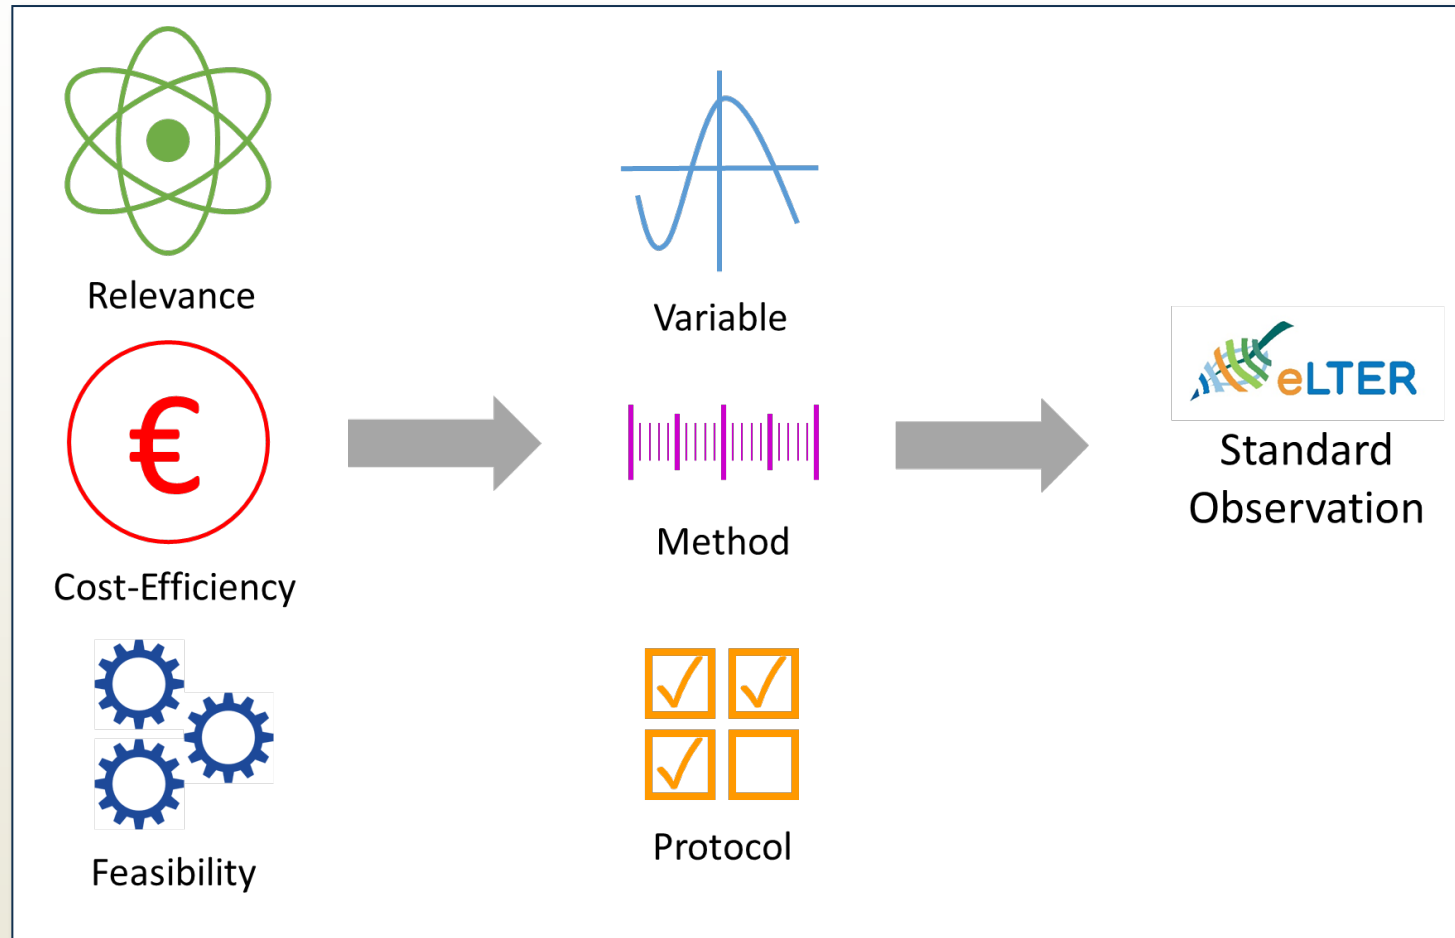 Relevance
€
Cost-Efficiency
Feasibility
Variable
Method
Protocol
eLTER
Standard
Observation